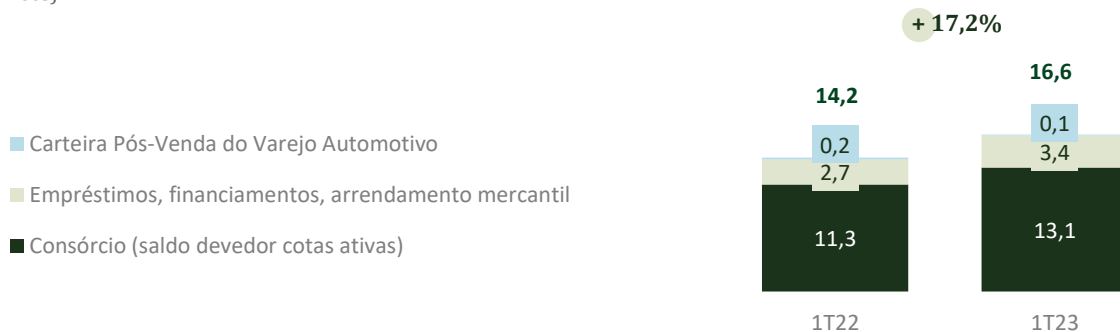 + 17,2%
14,2
16,6
Carteira Pós-Venda do Varejo Automotivo
Empréstimos, financiamentos, arrendamento mercantil
Consórcio (saldo devedor cotas ativas)
0,2
2,7
11,3
0,1
3,4
13,1
1T22
1T23